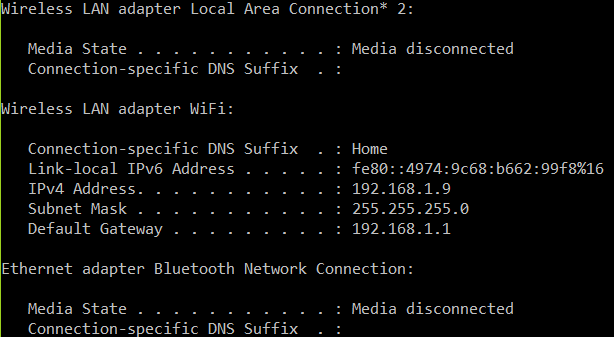 Wireless LAN adapter Local Area Connection* 2:
Media State . . . . . . . . . . . : Media disconnected
Connection-specific DNS Suffix  . :
Wireless LAN adapter WiFi:
Connection-specific DNS Suffix  . : Home
Link-local IPv6 Address . . . . . : fe80::4974:9c68:b662:99f8%16
IPv4 Address. . . . . . . . . . . : 192.168.1.9
Subnet Mask . . . . . . . . . . . : 255.255.255.0
Default Gateway . . . . . . . . . : 192.168.1.1
Ethernet adapter Bluetooth Network Connection:
Media State . . . . . . . . . . . : Media disconnected
Connection-specific DNS Suffix  . :